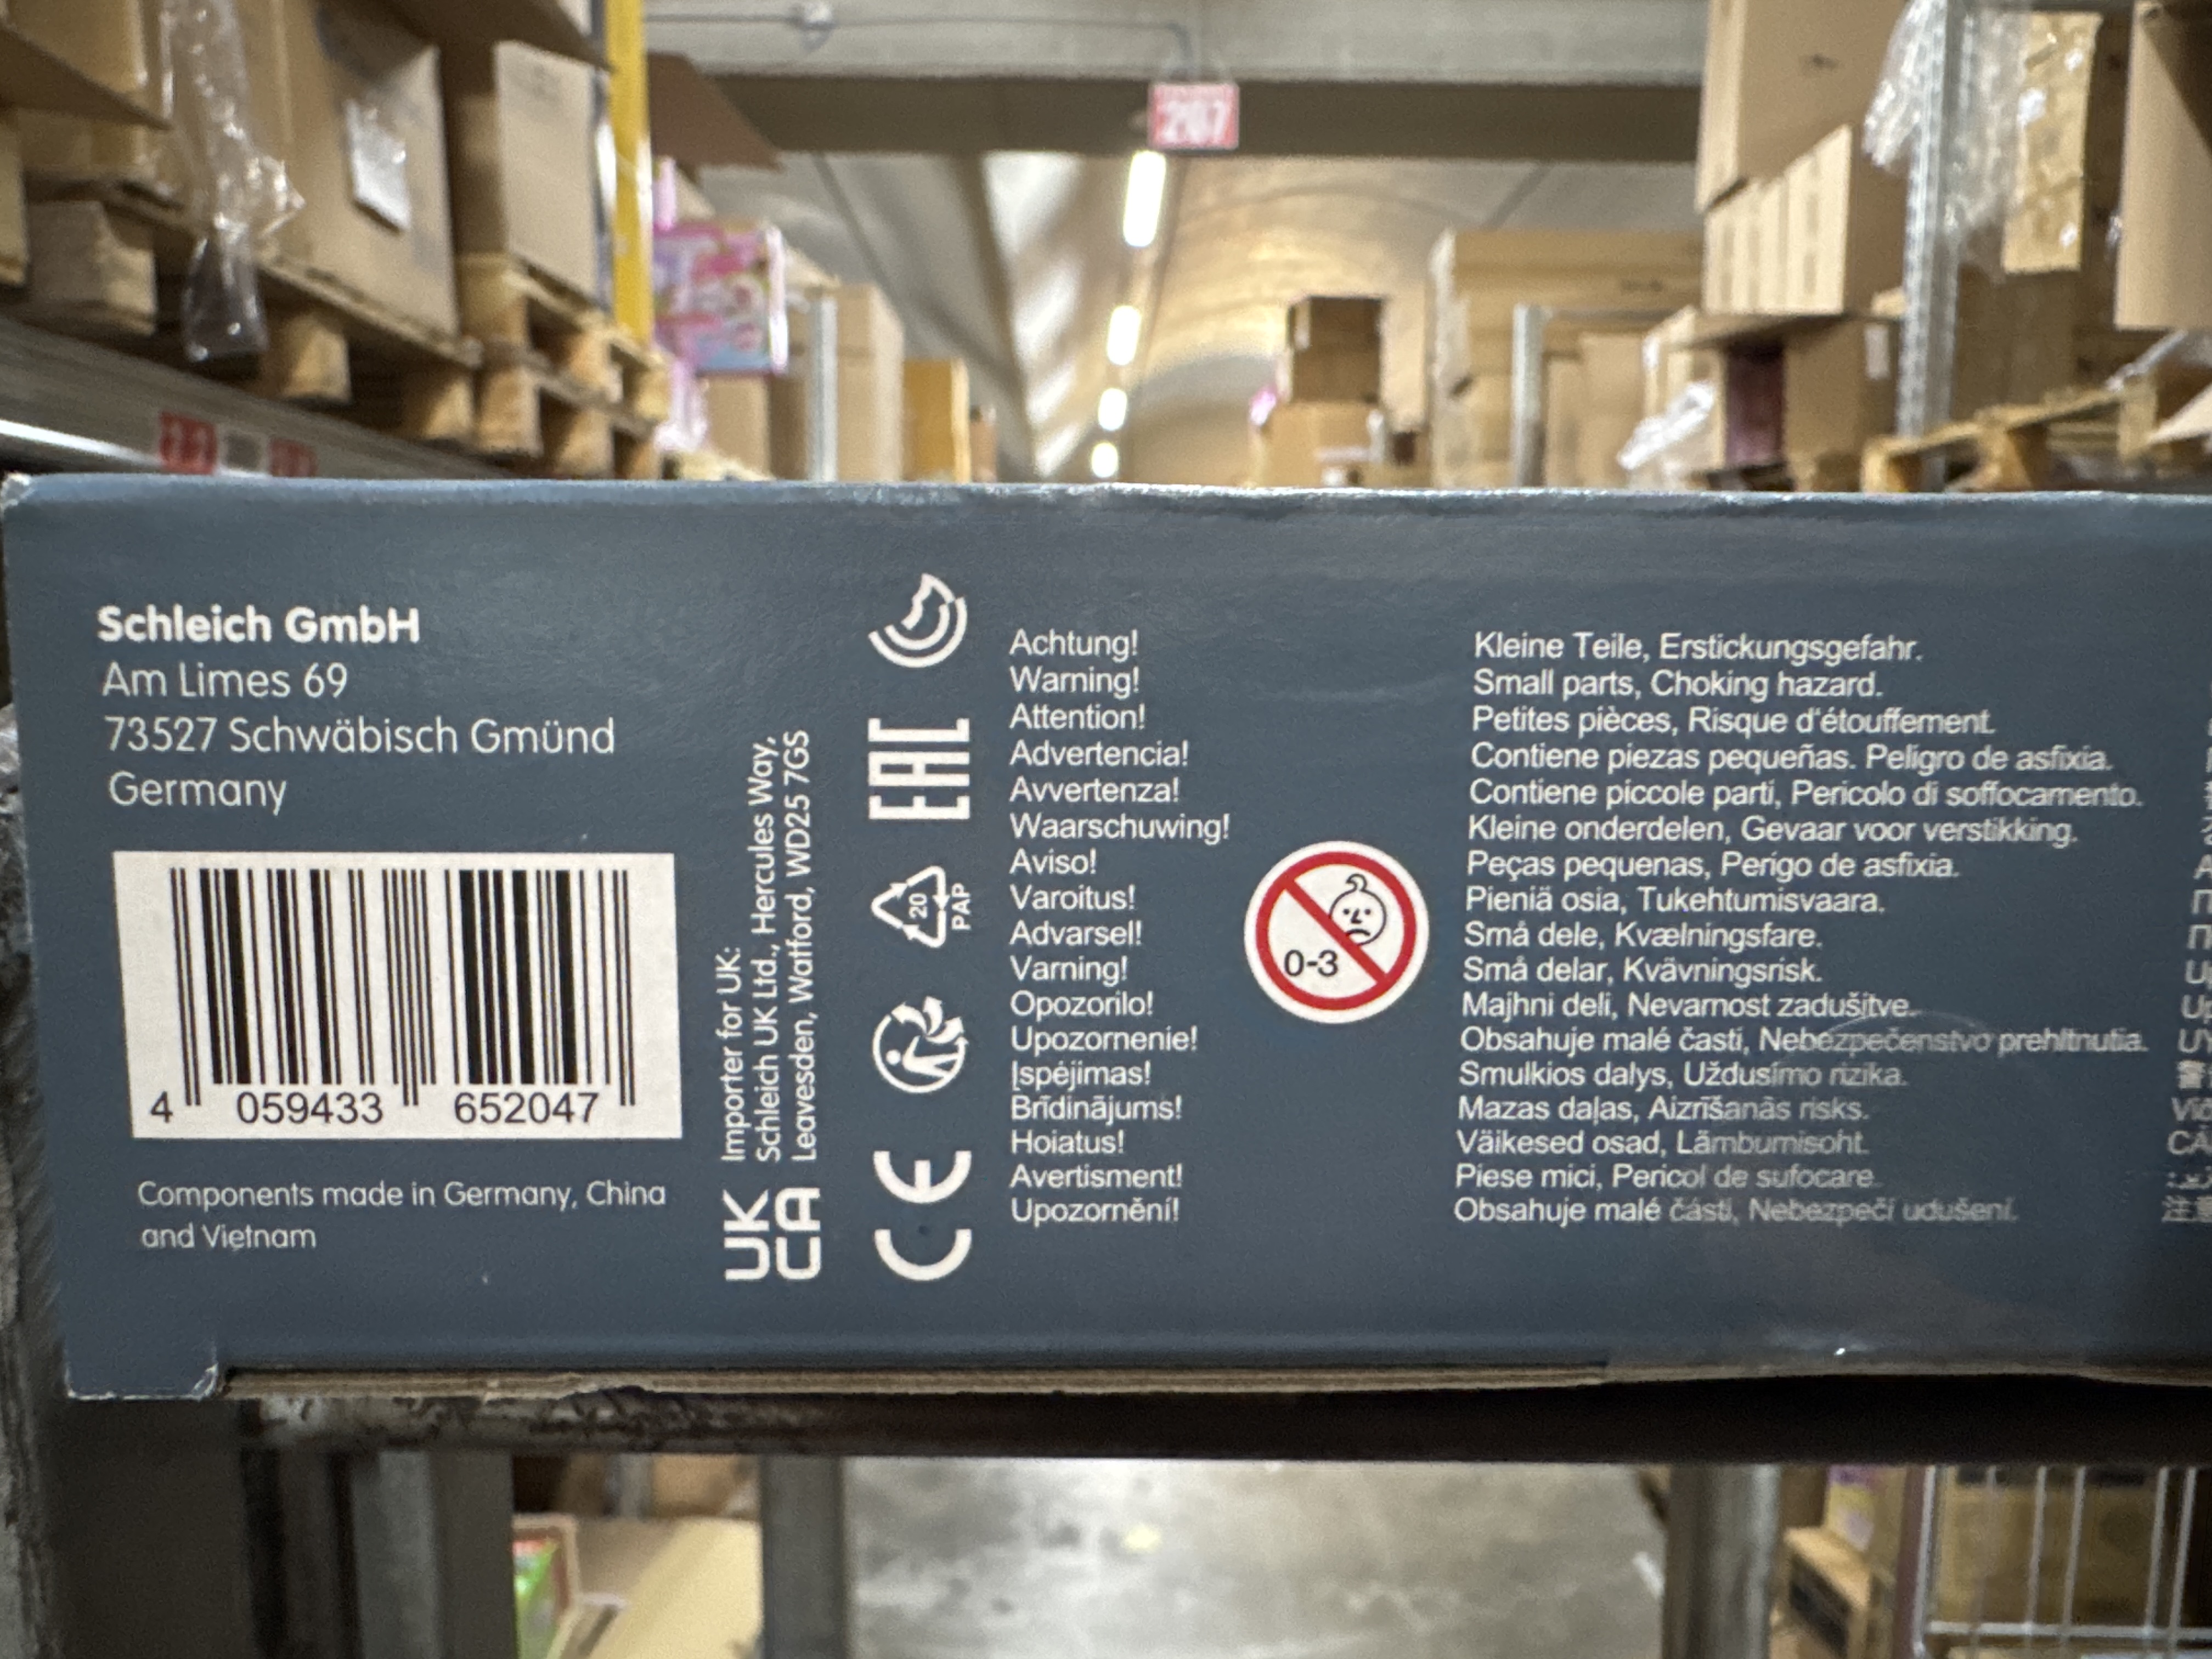 207
Schleich GmbH
Am Limes 69
73527 Schwäbisch Gmünd
Germany
4 059433 652047
Components made in Germany, China
and Vietnam
Importer for UK:
Schleich UK Ltd., Hercules Way,
Leavesden, Watford, WD25 7GS
UK
CA
EAC
20
PAP
CE
Achtung!
Warning!
Attention!
Advertencia!
Avvertenza!
Waarschuwing!
Aviso!
Varoitus!
Advarsel!
Varning!
Opozorilo!
Upozornenie!
Įspėjimas!
Brīdinājums!
Hoiatus!
Avertisment!
Upozornění!
0-3
Kleine Teile, Erstickungsgefahr.
Small parts, Choking hazard.
Petites pièces, Risque d'étouffement.
Contiene piezas pequeñas. Peligro de asfixia.
Contiene piccole parti, Pericolo di soffocamento.
Kleine onderdelen, Gevaar voor verstikking.
Peças pequenas, Perigo de asfixia.
Pieniä osia, Tukehtumisvaara.
Små dele, Kvælningsfare.
Små delar, Kvävningsrisk.
Majhni deli, Nevarnost zadušitve.
Obsahuje malé časti, Nebezpečenstvo prehltnutia.
Smulkios dalys, Uždusimo rizika.
Mazas daļas, Aizrīšanās risks.
Väikesed osad, Lämbumisoht.
Piese mici, Pericol de sufocare.
Obsahuje malé části, Nebezpečí udušení.